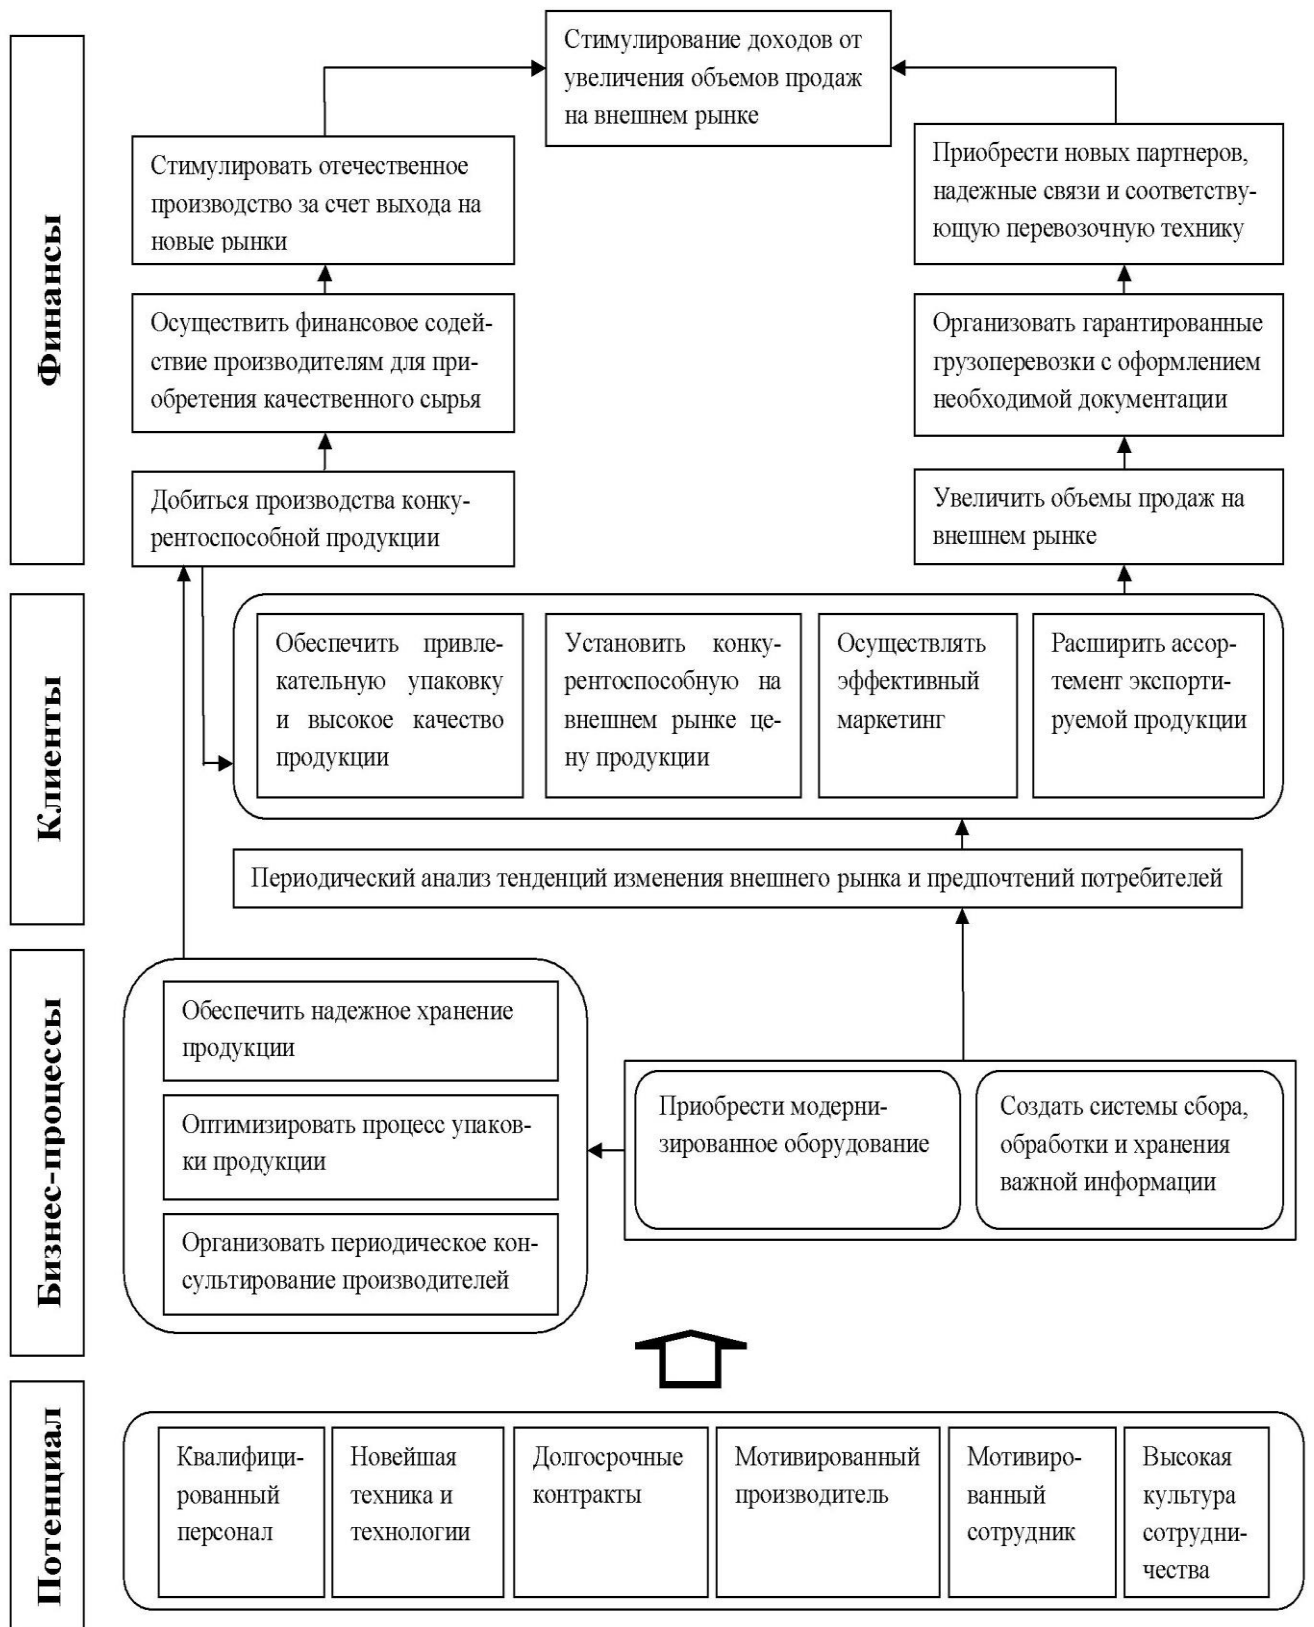 Финансы
Стимулирование доходов от
увеличения объемов продаж
на внешнем рынке
Стимулировать отечественное
производство за счет выхода на
новые рынки
Приобрести новых партнеров,
надежные связи и соответству-
ющую перевозочную технику
Осуществить финансовое содей-
ствие производителям для при-
обретения качественного сырья
Организовать гарантированные
грузоперевозки с оформлением
необходимой документации
Добиться производства конку-
рентоспособной продукции
Увеличить объемы продаж на
внешнем рынке
Клиенты
Обеспечить привле-
кательную упаковку
и высокое качество
продукции
Установить конку-
рентоспособную на
внешнем рынке це-
ну продукции
Осуществлять
эффективный
маркетинг
Расширить ассор-
темент экспорти-
руемой продукции
Периодический анализ тенденций изменения внешнего рынка и предпочтений потребителей
Бизнес-процессы
Обеспечить надежное хранение
продукции
Оптимизировать процесс упаков-
ки продукции
Организовать периодическое кон-
сультирование производителей
Приобрести модерни-
зированное оборудование
Создать системы сбора,
обработки и хранения
важной информации
Потенциал
Квалифици-
рованный
персонал
Новейшая
техника и
технологии
Долгосрочные
контракты
Мотивированный
производитель
Мотивиро-
ванный
сотрудник
Высокая
культура
сотрудни-
чества